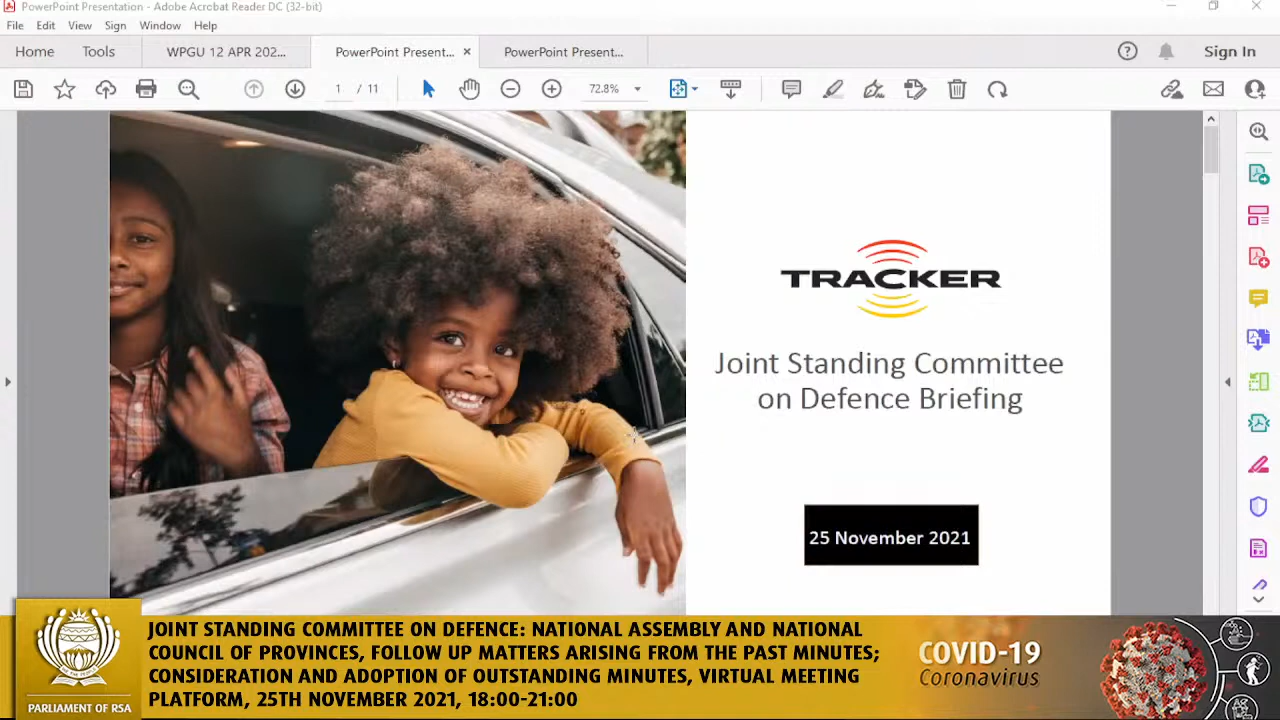 PowerPoint Presentation - Adobe Acrobat Reader DC (32-bit)
File Edit View Sign Window Help
Home Tools WPGU 12 APR 202... PowerPoint Present... × PowerPoint Present... Sign In
1 / 11 72.8%
TRACKER
Joint Standing Committee
on Defence Briefing
25 November 2021
JOINT STANDING COMMITTEE ON DEFENCE: NATIONAL ASSEMBLY AND NATIONAL
COUNCIL OF PROVINCES, FOLLOW UP MATTERS ARISING FROM THE PAST MINUTES;
CONSIDERATION AND ADOPTION OF OUTSTANDING MINUTES, VIRTUAL MEETING
PLATFORM, 25TH NOVEMBER 2021, 18:00-21:00
PARLIAMENT OF RSA
COVID-19
Coronavirus